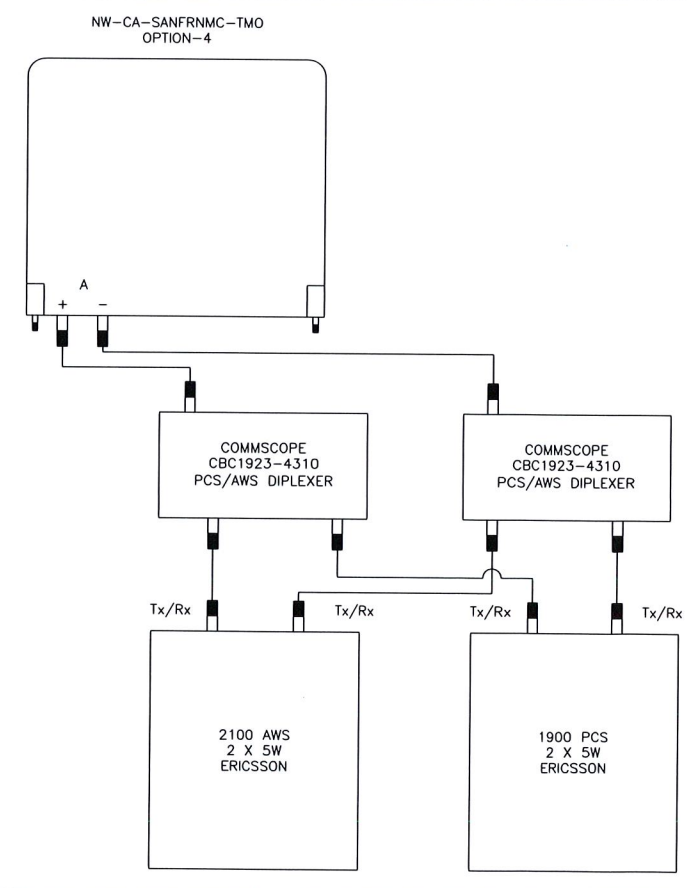 NW-CA-SANFRNMC-TMO
OPTION-4
A
+ -
COMMSCOPE
CBC1923-4310
PCS/AWS DIPLEXER
COMMSCOPE
CBC1923-4310
PCS/AWS DIPLEXER
Tx/Rx
Tx/Rx
Tx/Rx
Tx/Rx
2100 AWS
2 X 5W
ERICSSON
1900 PCS
2 X 5W
ERICSSON